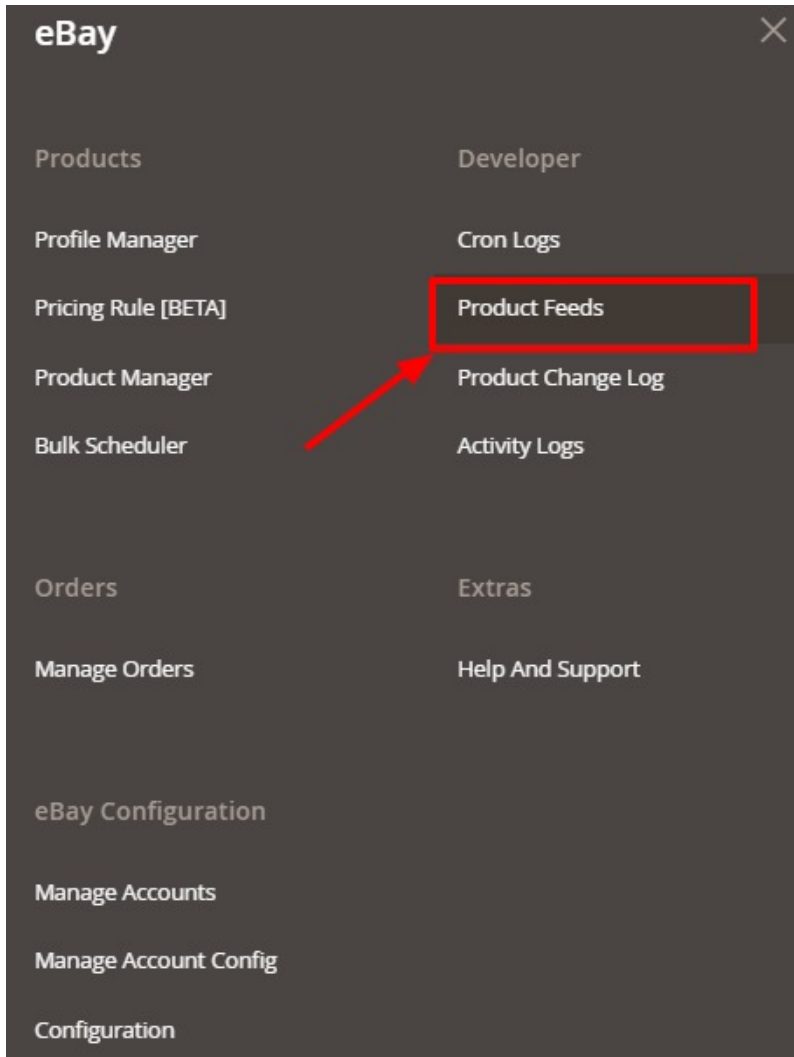 eBay
Products
Profile Manager
Pricing Rule [BETA]
Product Manager
Bulk Scheduler
Developer
Cron Logs
Product Feeds
Product Change Log
Activity Logs
Orders
Manage Orders
Extras
Help And Support
eBay Configuration
Manage Accounts
Manage Account Config
Configuration